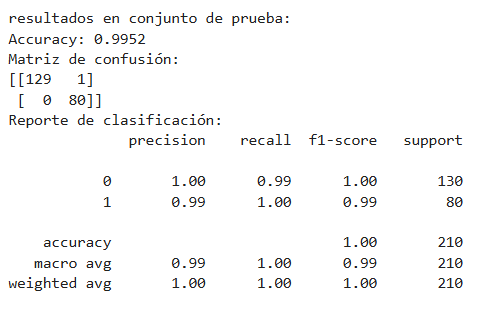 resultados en conjunto de prueba:
Accuracy: 0.9952
Matriz de confusión:
[[129   1]
 [  0  80]]
Reporte de clasificación:
              precision    recall  f1-score   support

           0       1.00      0.99      1.00       130
           1       0.99      1.00      0.99        80

    accuracy                           1.00       210
   macro avg       0.99      1.00      0.99       210
weighted avg       1.00      1.00      1.00       210